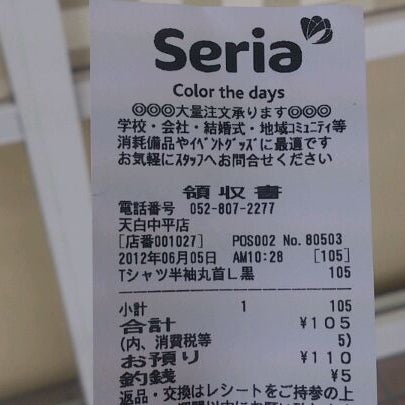 Seria
Color the days
◎◎◎大量注文承ります◎◎◎
学校・会社・結婚式・地域ｺﾐｭﾆﾃｨ等
消耗備品やｲﾍﾞﾝﾄｸﾞｯｽﾞに最適です
お気軽にｽﾀｯﾌへお問合せください
領収書
電話番号 052-807-2277
天白中平店
[店番001027] POS002 No.80503
2012年06月05日 AM10:28 [105]
Tシャツ半袖丸首L黒 105
小計 1 105
合計 ¥105
(内、消費税等 5)
お預り ¥110
釣銭 ¥5
返品・交換はレシートをご持参の上